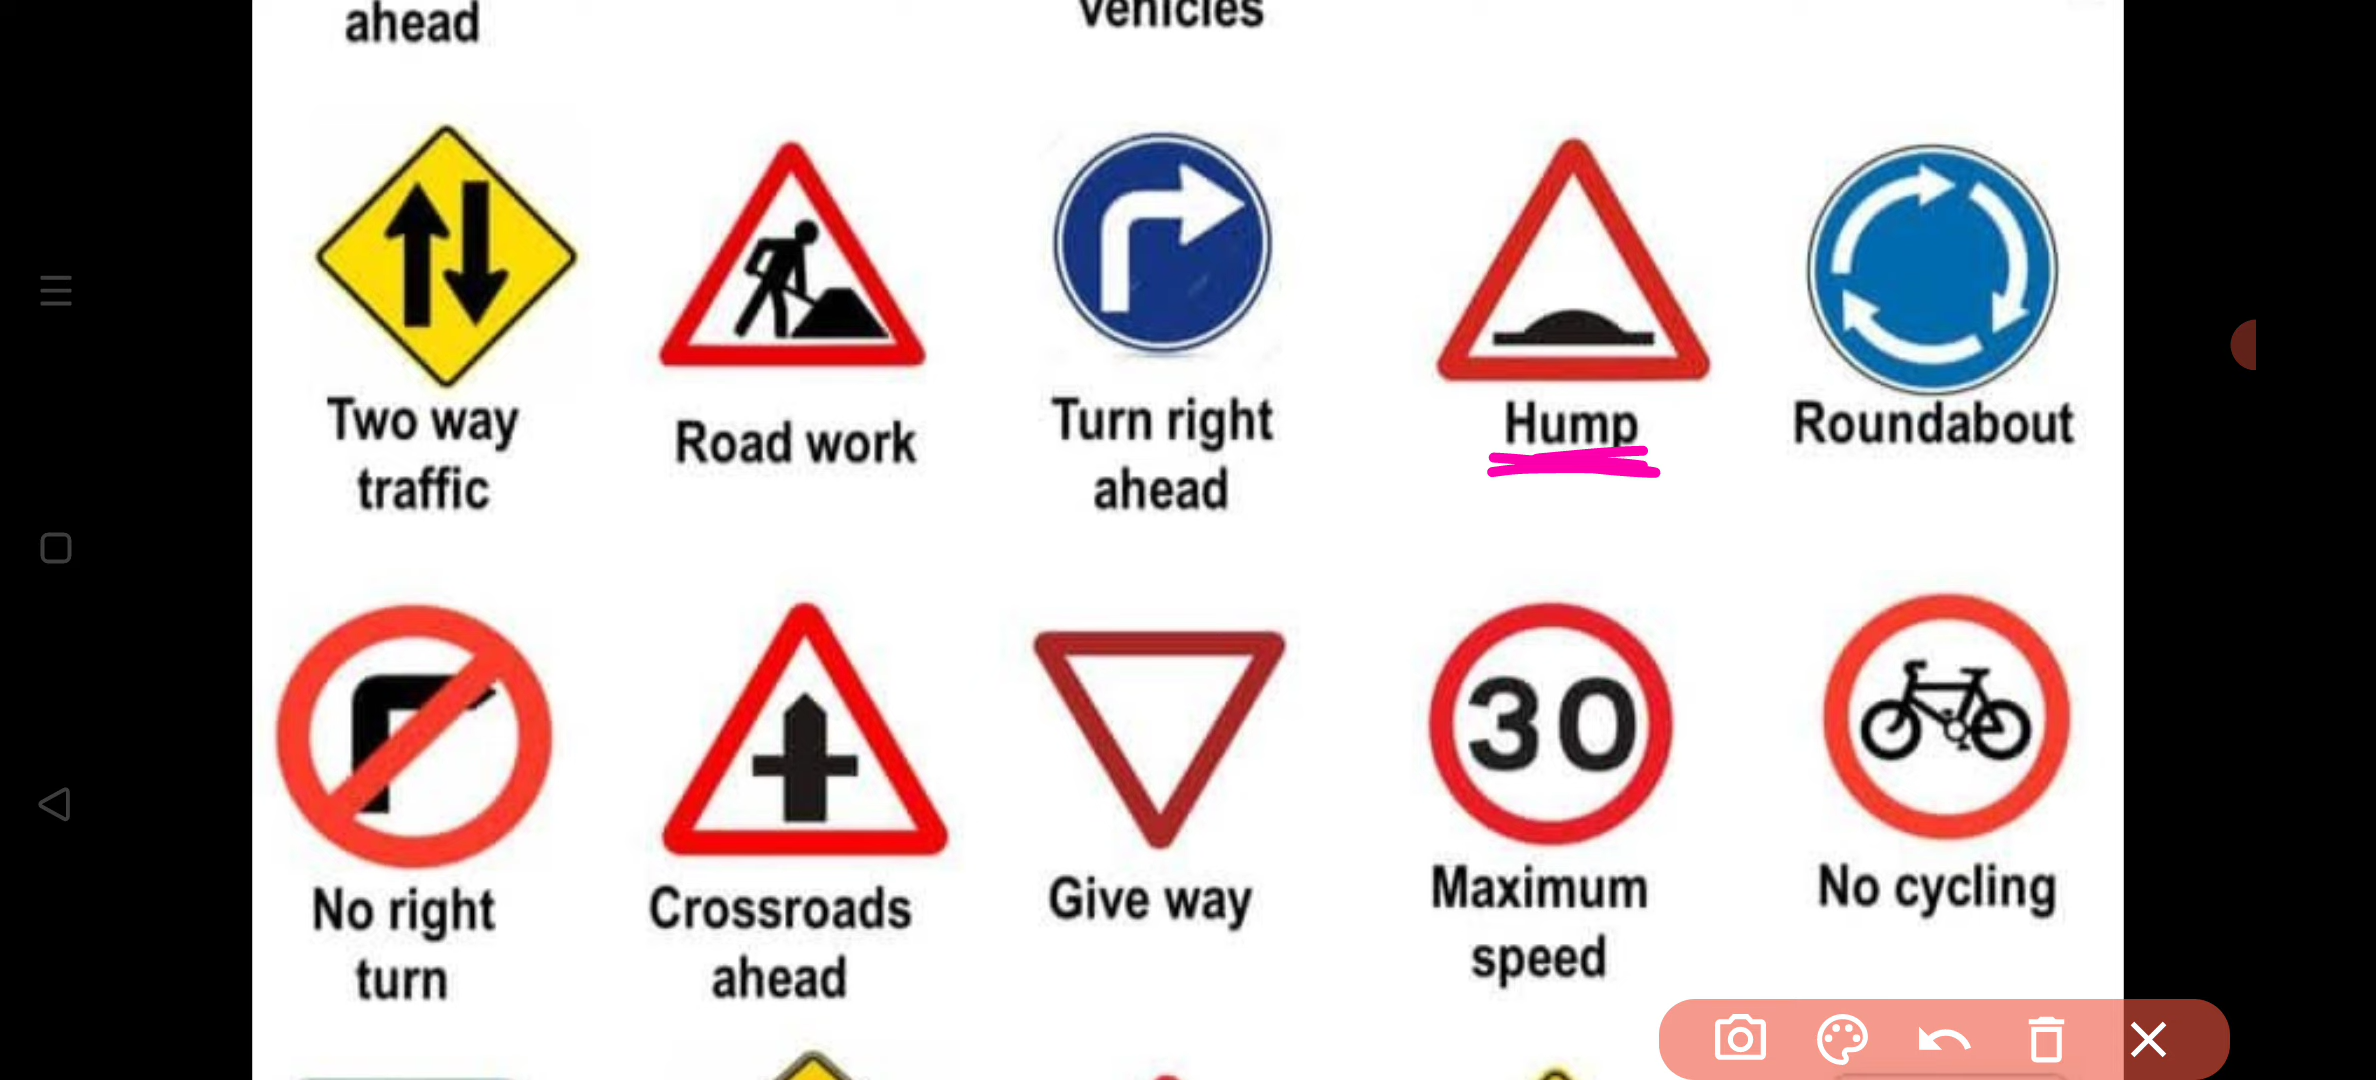 ahead
vehicles
Two way
traffic
Road work
Turn right
ahead
Hump
Roundabout
No right
turn
Crossroads
ahead
Give way
30
Maximum
speed
No cycling